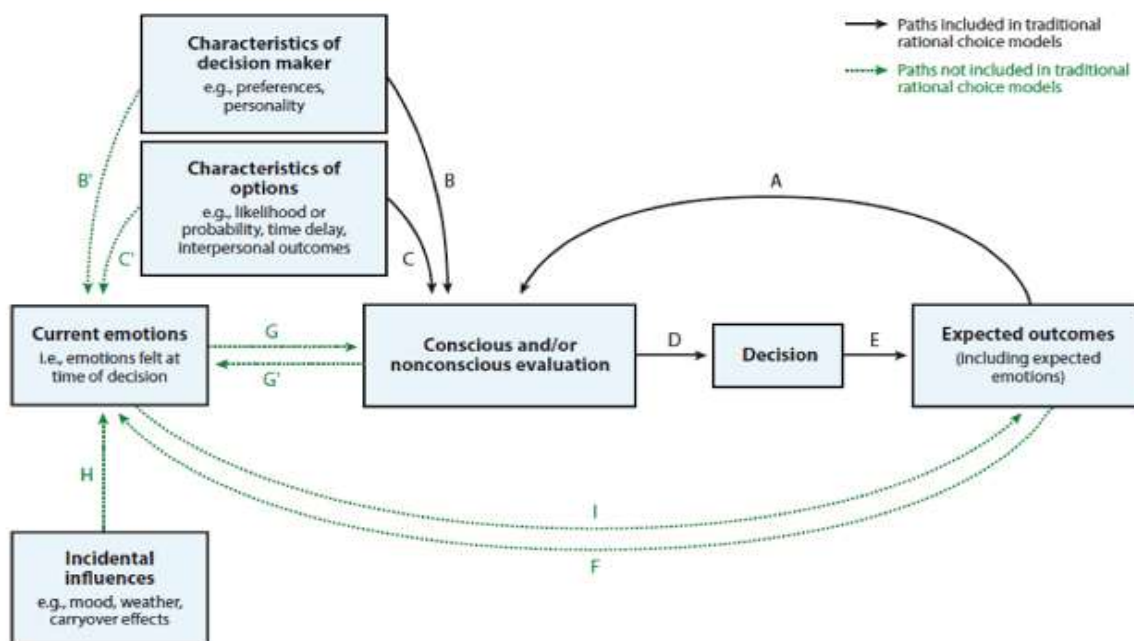 Characteristics of
decision maker
e.g., preferences,
personality
Paths included in traditional
rational choice models
Paths not included in traditional
rational choice models
Characteristics of
options
e.g., likelihood or
probability, time delay,
interpersonal outcomes
B'
B
A
C'
C
Current emotions
i.e., emotions felt at
time of decision
G
G'
Conscious and/or
nonconscious evaluation
D
Decision
E
Expected outcomes
(including expected
emotions)
H
I
F
Incidental
influences
e.g., mood, weather,
carryover effects